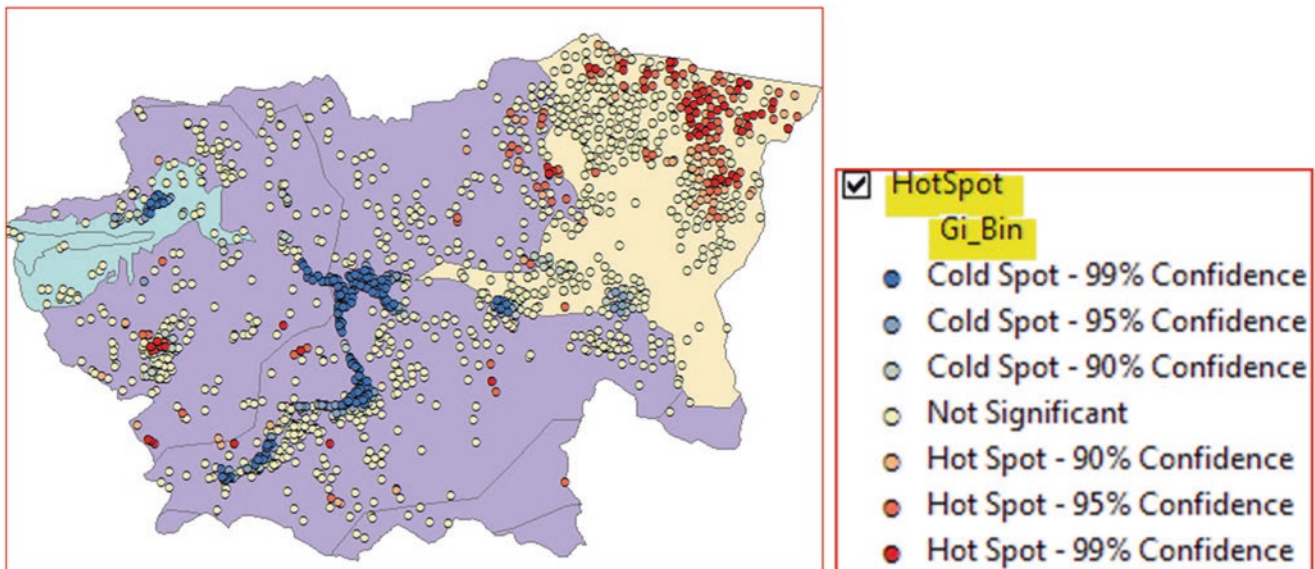 HotSpot
Gi_Bin
Cold Spot - 99% Confidence
Cold Spot - 95% Confidence
Cold Spot - 90% Confidence
Not Significant
Hot Spot - 90% Confidence
Hot Spot - 95% Confidence
Hot Spot - 99% Confidence